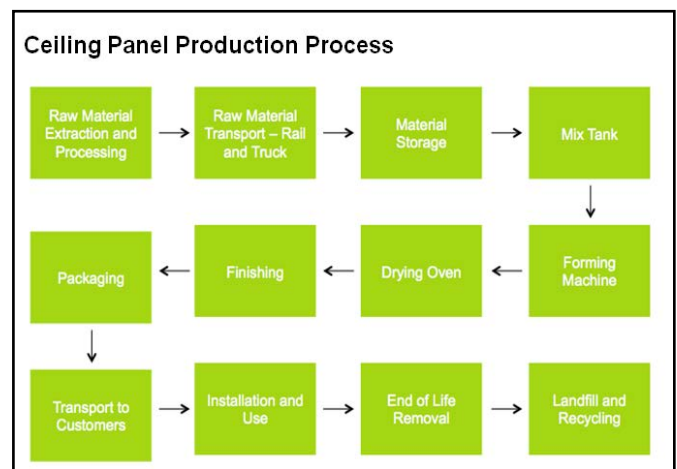 Ceiling Panel Production Process
Raw Material
Extraction and
Processing
Raw Material
Transport – Rail
and Truck
Material
Storage
Mix Tank
Packaging
Finishing
Drying Oven
Forming
Machine
Transport to
Customers
Installation and
Use
End of Life
Removal
Landfill and
Recycling